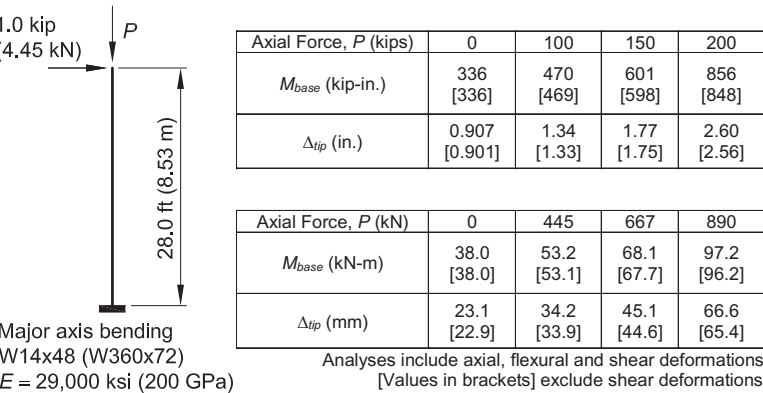 1.0 kip
(4.45 kN)
P
28.0 ft (8.53 m)
Major axis bending
W14x48 (W360x72)
E = 29,000 ksi (200 GPa)
Axial Force, P (kips) 0 100 150 200
M_base (kip-in.) 336 470 601 856
[336] [469] [598] [848]
Δ_tip (in.) 0.907 1.34 1.77 2.60
[0.901] [1.33] [1.75] [2.56]
Axial Force, P (kN) 0 445 667 890
M_base (kN-m) 38.0 53.2 68.1 97.2
[38.0] [53.1] [67.7] [96.2]
Δ_tip (mm) 23.1 34.2 45.1 66.6
[22.9] [33.9] [44.6] [65.4]
Analyses include axial, flexural and shear deformations
[Values in brackets] exclude shear deformations